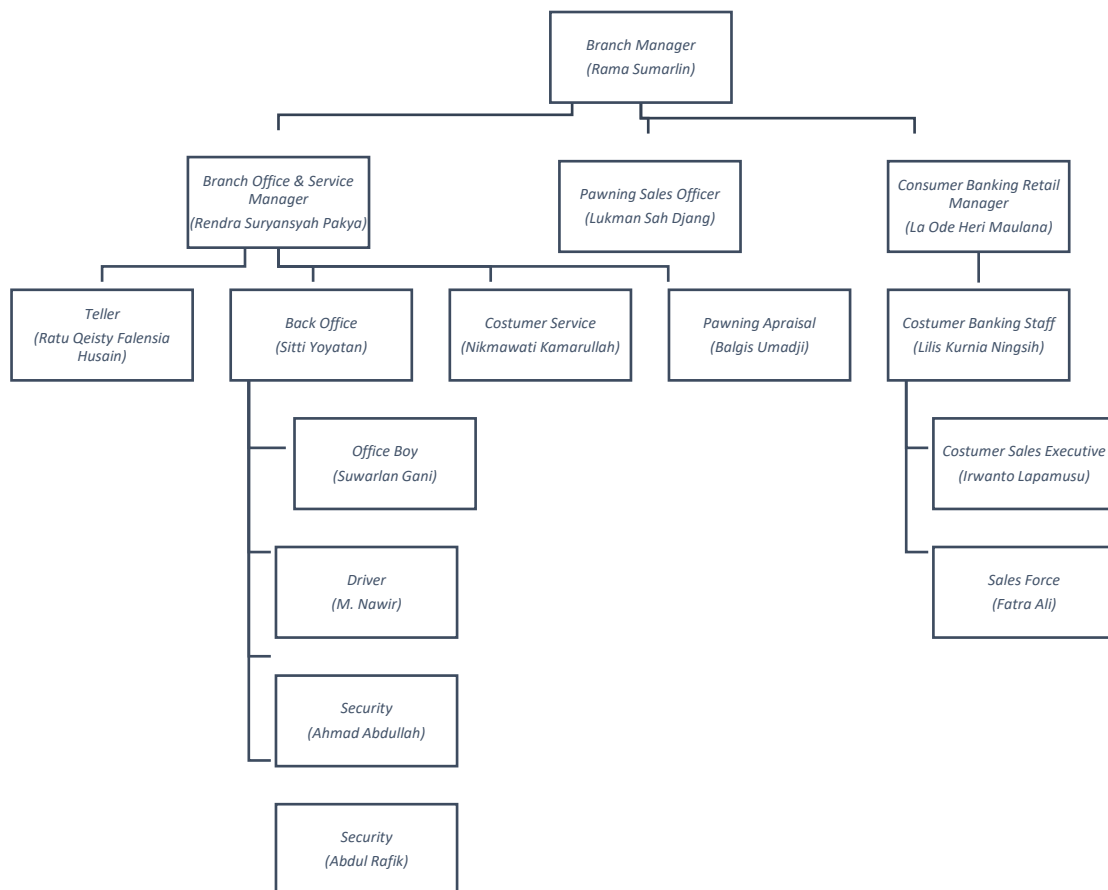 Branch Manager
(Rama Sumarlin)
Branch Office & Service
Manager
(Rendra Suryansyah Pakya)
Pawning Sales Officer
(Lukman Sah Djang)
Consumer Banking Retail
Manager
(La Ode Heri Maulana)
Teller
(Ratu Qeisty Falensia
Husain)
Back Office
(Sitti Yoyatan)
Costumer Service
(Nikmawati Kamarullah)
Pawning Apraisal
(Balgis Umadji)
Costumer Banking Staff
(Lilis Kurnia Ningsih)
Office Boy
(Suwarlan Gani)
Costumer Sales Executive
(Irwanto Lapamusu)
Driver
(M. Nawir)
Sales Force
(Fatra Ali)
Security
(Ahmad Abdullah)
Security
(Abdul Rafik)